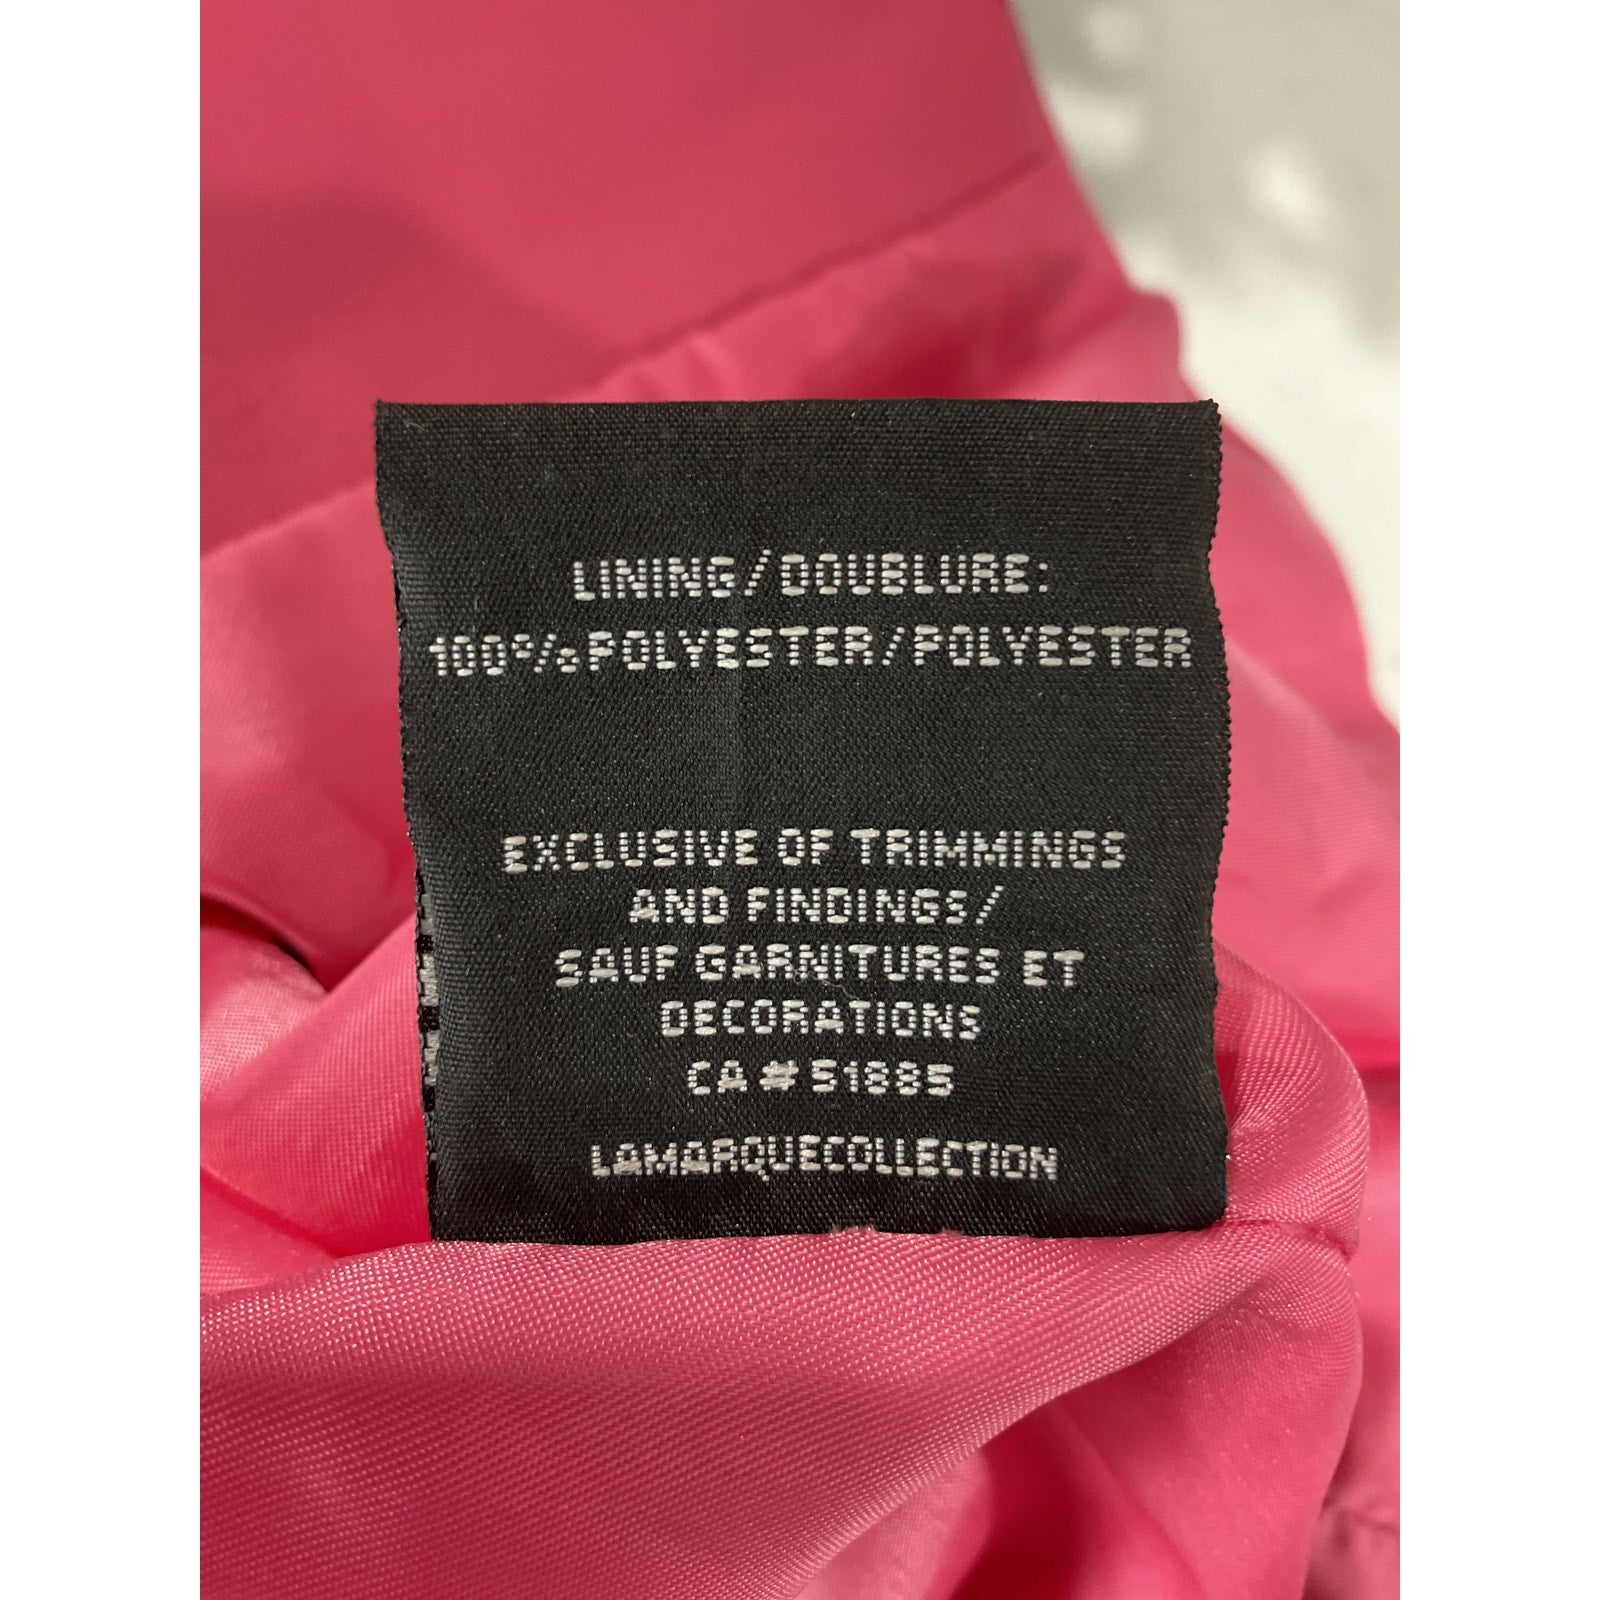 LINING/DOUBLURE:
100%POLYESTER/POLYESTER
EXCLUSIVE OF TRIMMINGS
AND FINDINGS/
SAUF GARNITURES ET
DECORATIONS
CA#51885
LAMARQUECOLLECTION